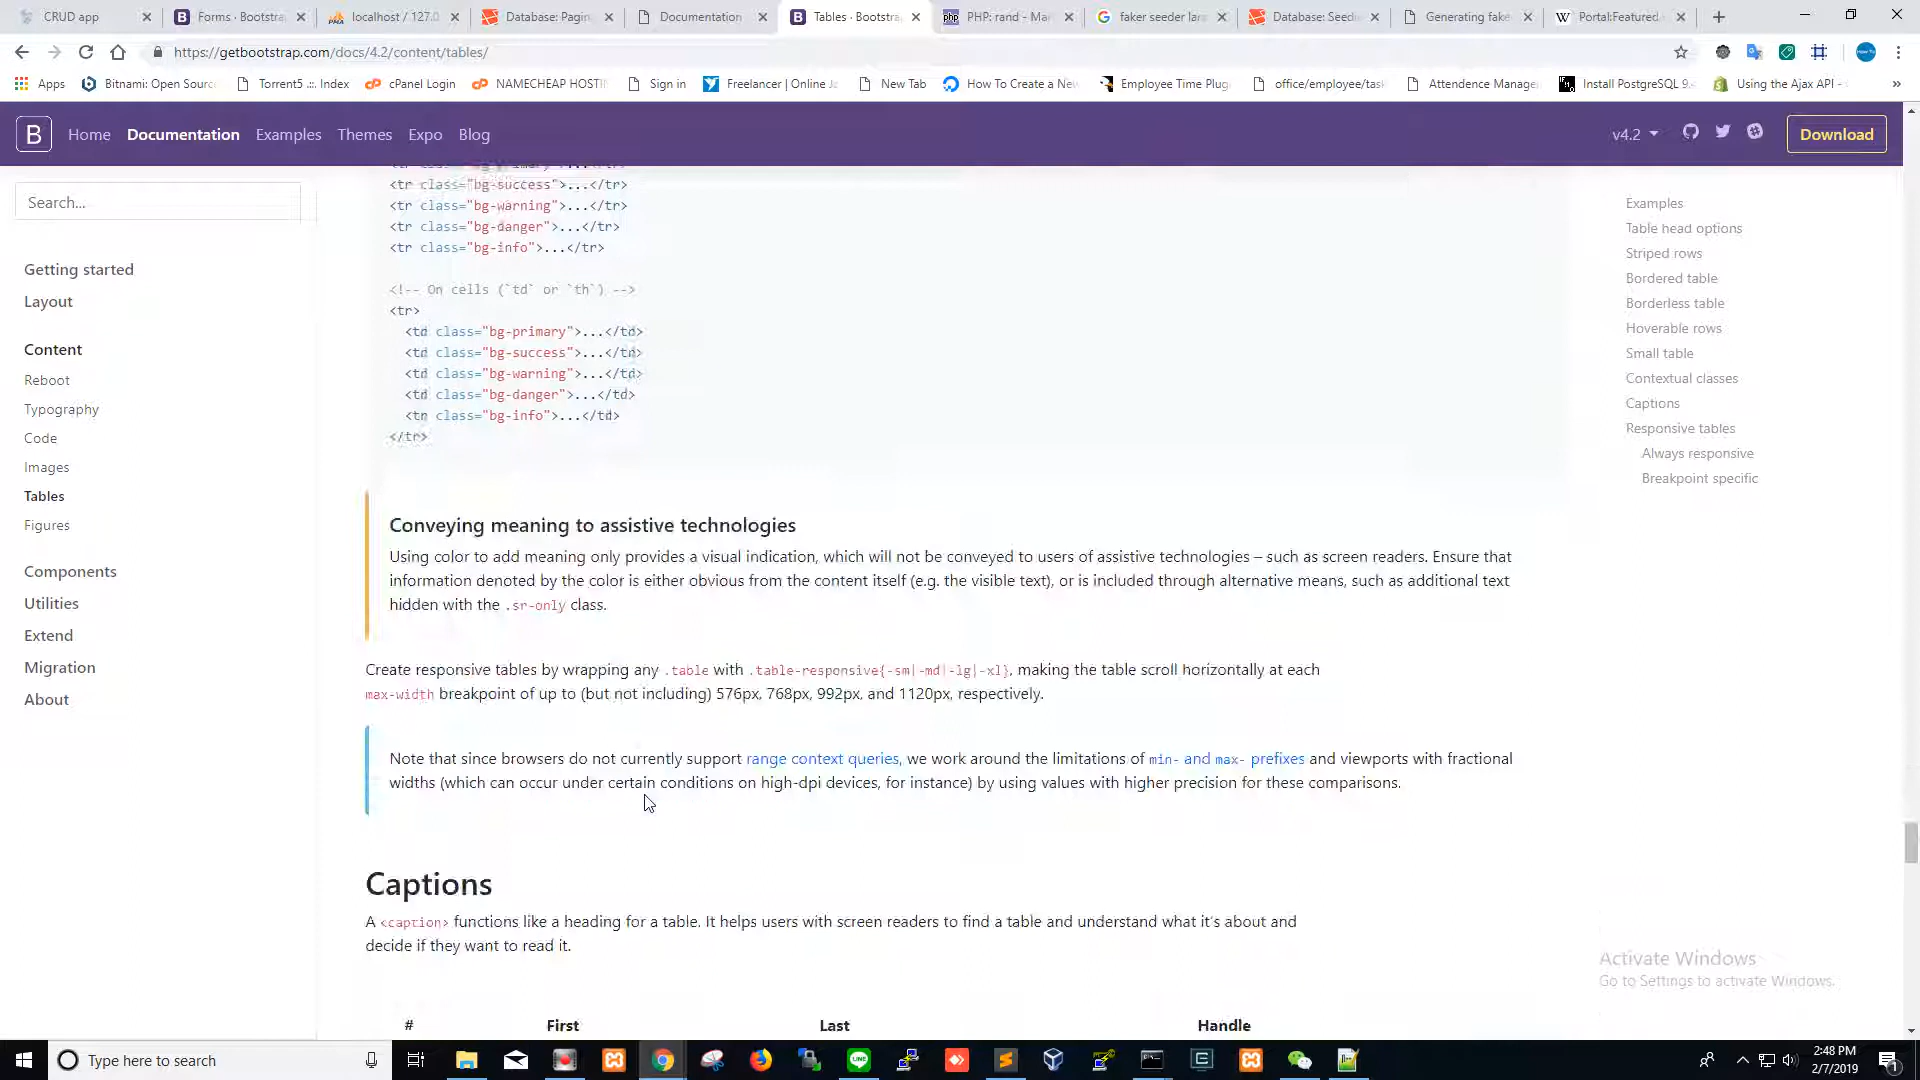 CRUD app
Forms · Bootstra
localhost / 127.0
Database: Pagin
Documentation
Tables · Bootstra
PHP: rand - Ma
faker seeder lar
Database: Seedi
Generating fake
Portal:Featured
https://getbootstrap.com/docs/4.2/content/tables/
Apps
Bitnami: Open Sourc
Torrent5 .::. Index
cPanel Login
NAMECHEAP HOSTI
Sign in
Freelancer | Online Jo
New Tab
How To Create a Nev
Employee Time Plug
office/employee/task
Attendence Manage
Install PostgreSQL 9.
Using the Ajax API -
»
B Home Documentation Examples Themes Expo Blog
v4.2
Download
Search...
Getting started
Layout
Content
Reboot
Typography
Code
Images
Tables
Figures
Components
Utilities
Extend
Migration
About
<tr class="bg-success">...</tr>
<tr class="bg-warning">...</tr>
<tr class="bg-danger">...</tr>
<tr class="bg-info">...</tr>
<!-- On cells (`td` or `th`) -->
<tr>
<td class="bg-primary">...</td>
<td class="bg-success">...</td>
<td class="bg-warning">...</td>
<td class="bg-danger">...</td>
<td class="bg-info">...</td>
</tr>
Conveying meaning to assistive technologies
Using color to add meaning only provides a visual indication, which will not be conveyed to users of assistive technologies – such as screen readers. Ensure that
information denoted by the color is either obvious from the content itself (e.g. the visible text), or is included through alternative means, such as additional text
hidden with the .sr-only class.
Create responsive tables by wrapping any .table with .table-responsive{-sm|-md|-lg|-xl}, making the table scroll horizontally at each
max-width breakpoint of up to (but not including) 576px, 768px, 992px, and 1120px, respectively.
Note that since browsers do not currently support range context queries, we work around the limitations of min- and max- prefixes and viewports with fractional
widths (which can occur under certain conditions on high-dpi devices, for instance) by using values with higher precision for these comparisons.
Captions
A <caption> functions like a heading for a table. It helps users with screen readers to find a table and understand what it's about and
decide if they want to read it.
# First Last Handle
Examples
Table head options
Striped rows
Bordered table
Borderless table
Hoverable rows
Small table
Contextual classes
Captions
Responsive tables
Always responsive
Breakpoint specific
Activate Windows
Go to Settings to activate Windows.
Type here to search
2:48 PM
2/7/2019